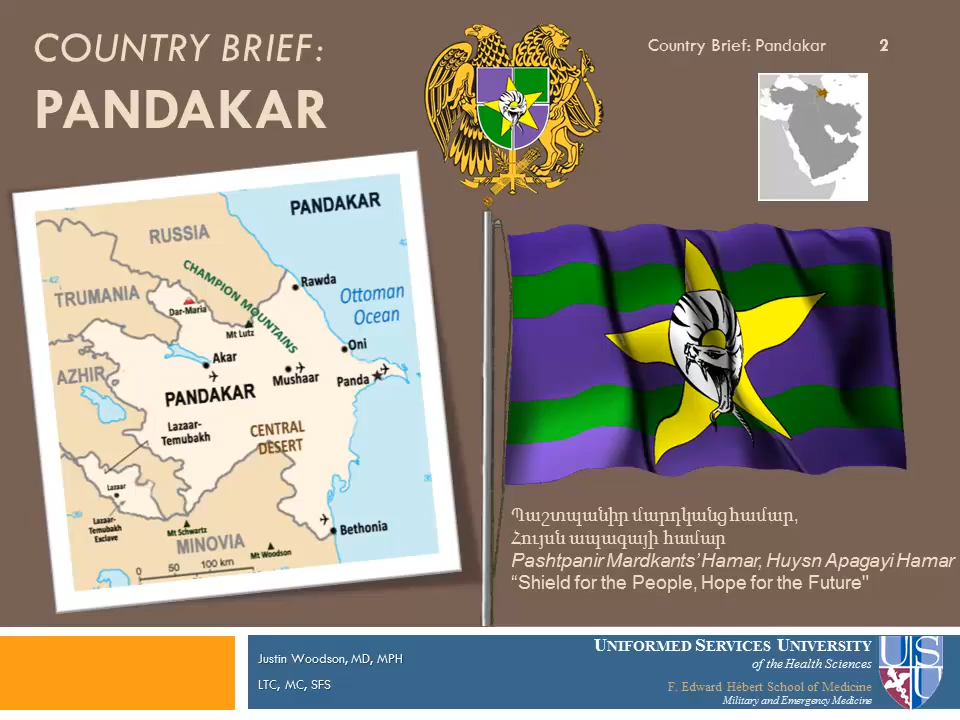 COUNTRY BRIEF:
PANDAKAR
Country Brief: Pandakar 2
PANDAKAR
RUSSIA
TRUMANIA
CHAMPION MOUNTAINS
Rawda
Ottoman
Ocean
Dar-Maria
Mt Lutz
Oni
Akar
AZHIR
Mushaar
Panda
PANDAKAR
Lazaar-
Temubakh
CENTRAL
DESERT
Lazaar
Lazaar-
Temubakh
Exclave
Mt Schwartz
MINOVIA
Mt Woodson
Bethonia
0 50 100 km
Պաշտպանիր մարդկանց համար,
Հույսն ապագայի համար
Pashtpanir Mardkants' Hamar, Huysn Apagayi Hamar
“Shield for the People, Hope for the Future"
Justin Woodson, MD, MPH
LTC, MC, SFS
UNIFORMED SERVICES UNIVERSITY
of the Health Sciences
F. Edward Hébert School of Medicine
Military and Emergency Medicine
US
U